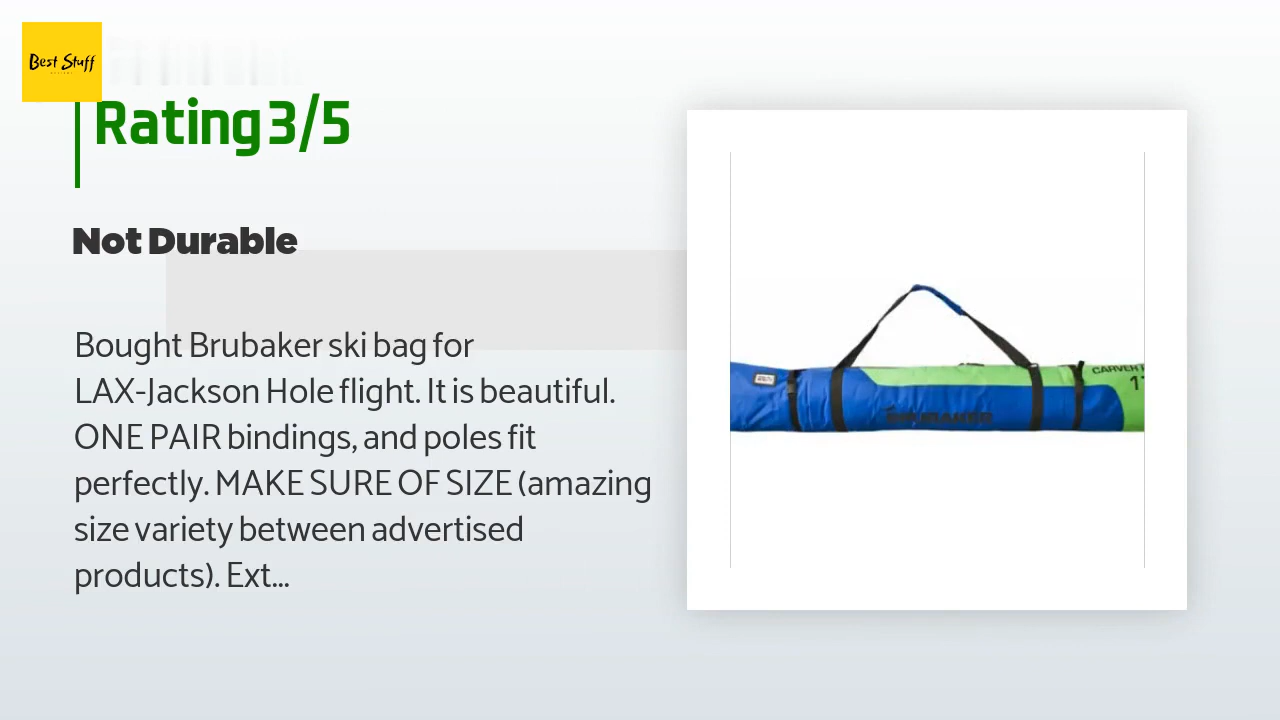 Best Stuff
Rating 3/5
Not Durable
Bought Brubaker ski bag for
LAX-Jackson Hole flight. It is beautiful.
ONE PAIR bindings, and poles fit
perfectly. MAKE SURE OF SIZE (amazing
size variety between advertised
products). Ext...
BRUBAKER